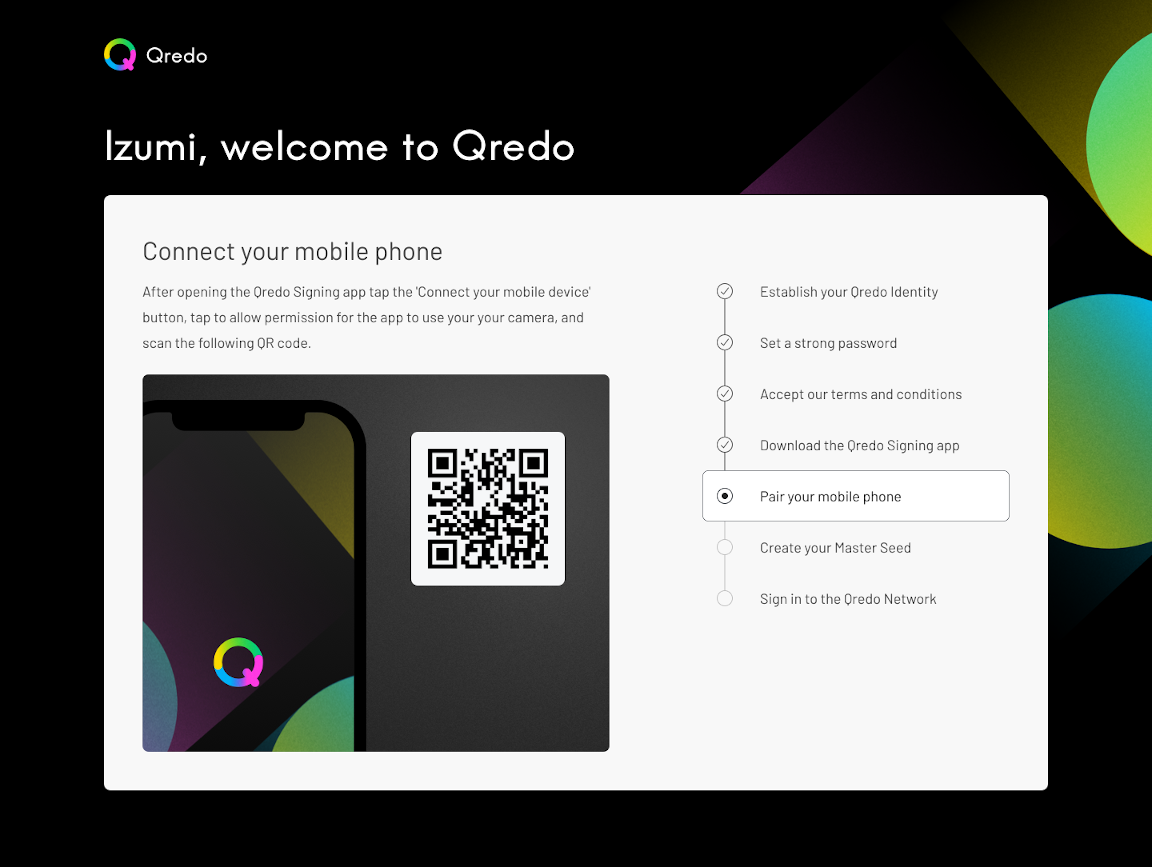 Qredo
Izumi, welcome to Qredo
Connect your mobile phone
After opening the Qredo Signing app tap the 'Connect your mobile device'
button, tap to allow permission for the app to use your your camera, and
scan the following QR code.
Establish your Qredo Identity
Set a strong password
Accept our terms and conditions
Download the Qredo Signing app
Pair your mobile phone
Create your Master Seed
Sign in to the Qredo Network